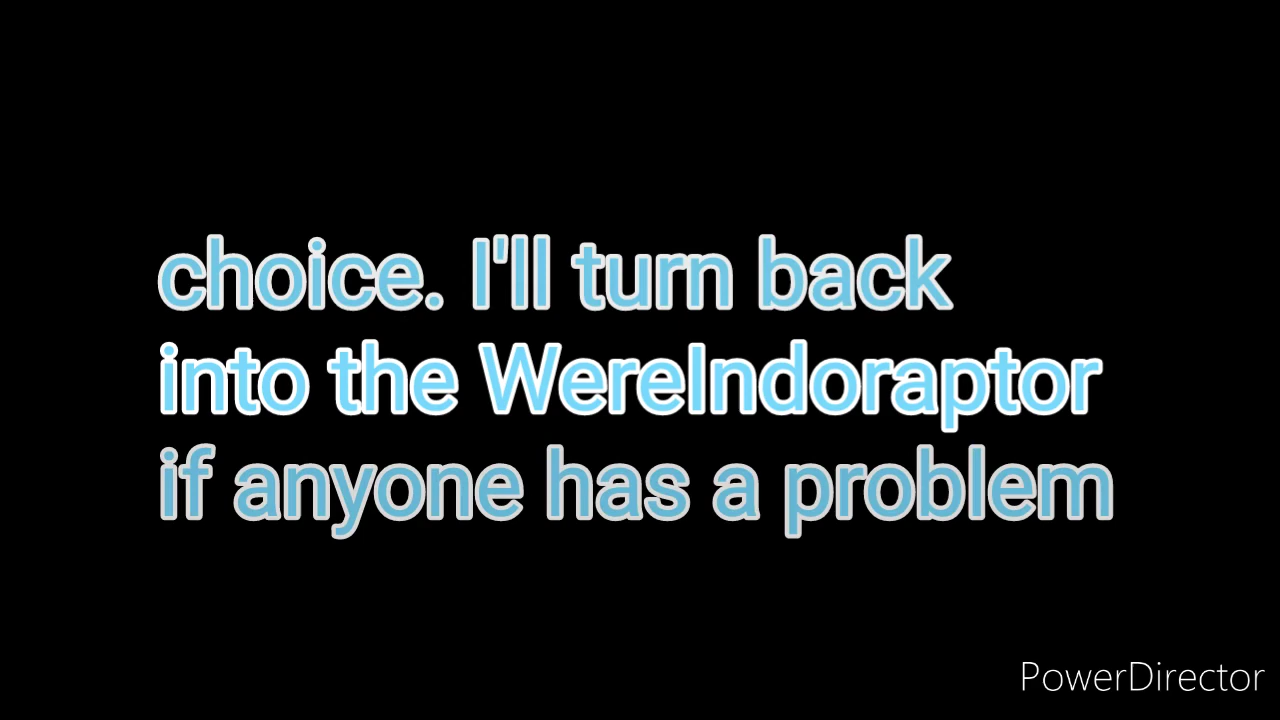 choice. I'll turn back
into the WereIndoraptor
if anyone has a problem
PowerDirector